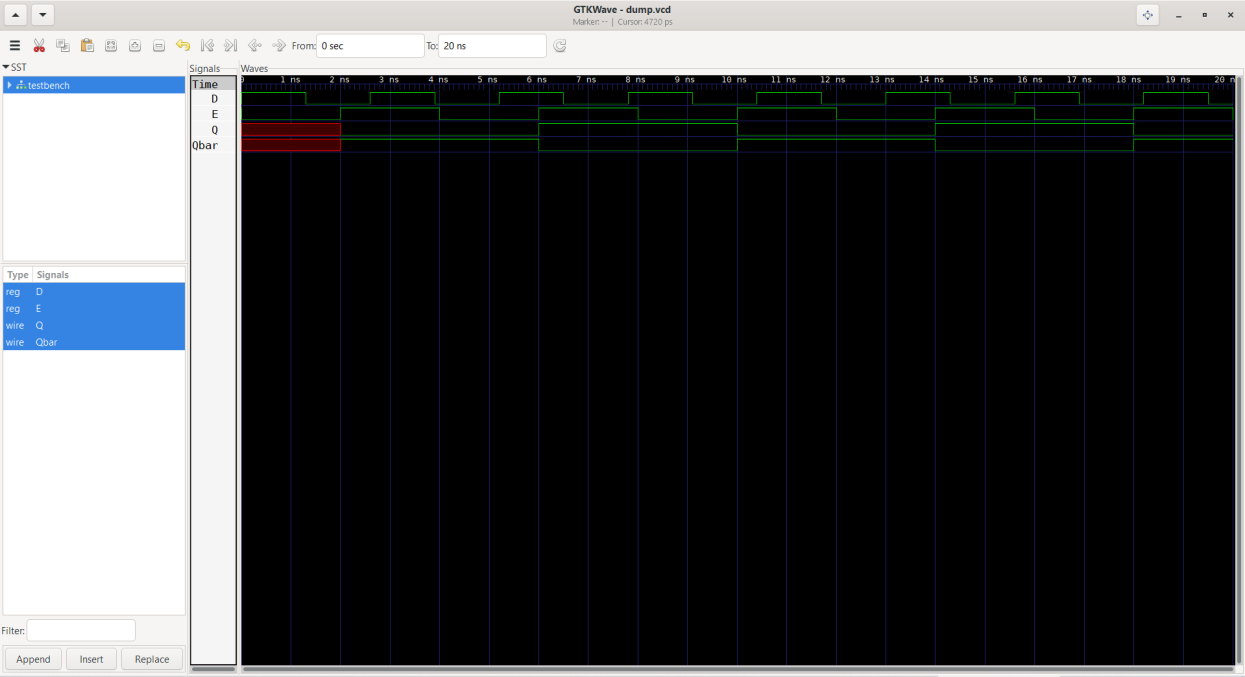 GTKWave - dump.vcd
Marker: -- | Cursor: 4720 ps
From: 0 sec To: 20 ns
SST
testbench
Type Signals
reg D
reg E
wire Q
wire Qbar
Filter:
Append Insert Replace
Signals
Time
D
E
Q
Qbar
Waves
0 1 ns 2 ns 3 ns 4 ns 5 ns 6 ns 7 ns 8 ns 9 ns 10 ns 11 ns 12 ns 13 ns 14 ns 15 ns 16 ns 17 ns 18 ns 19 ns 20 n